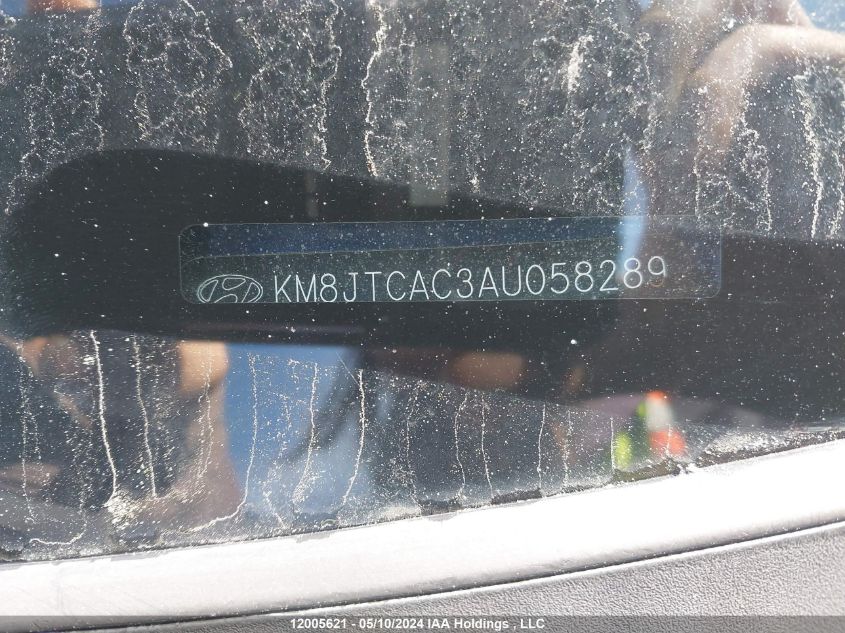 KM8JTCAC3AU058289
12005621 - 05/10/2024 IAA Holdings , LLC